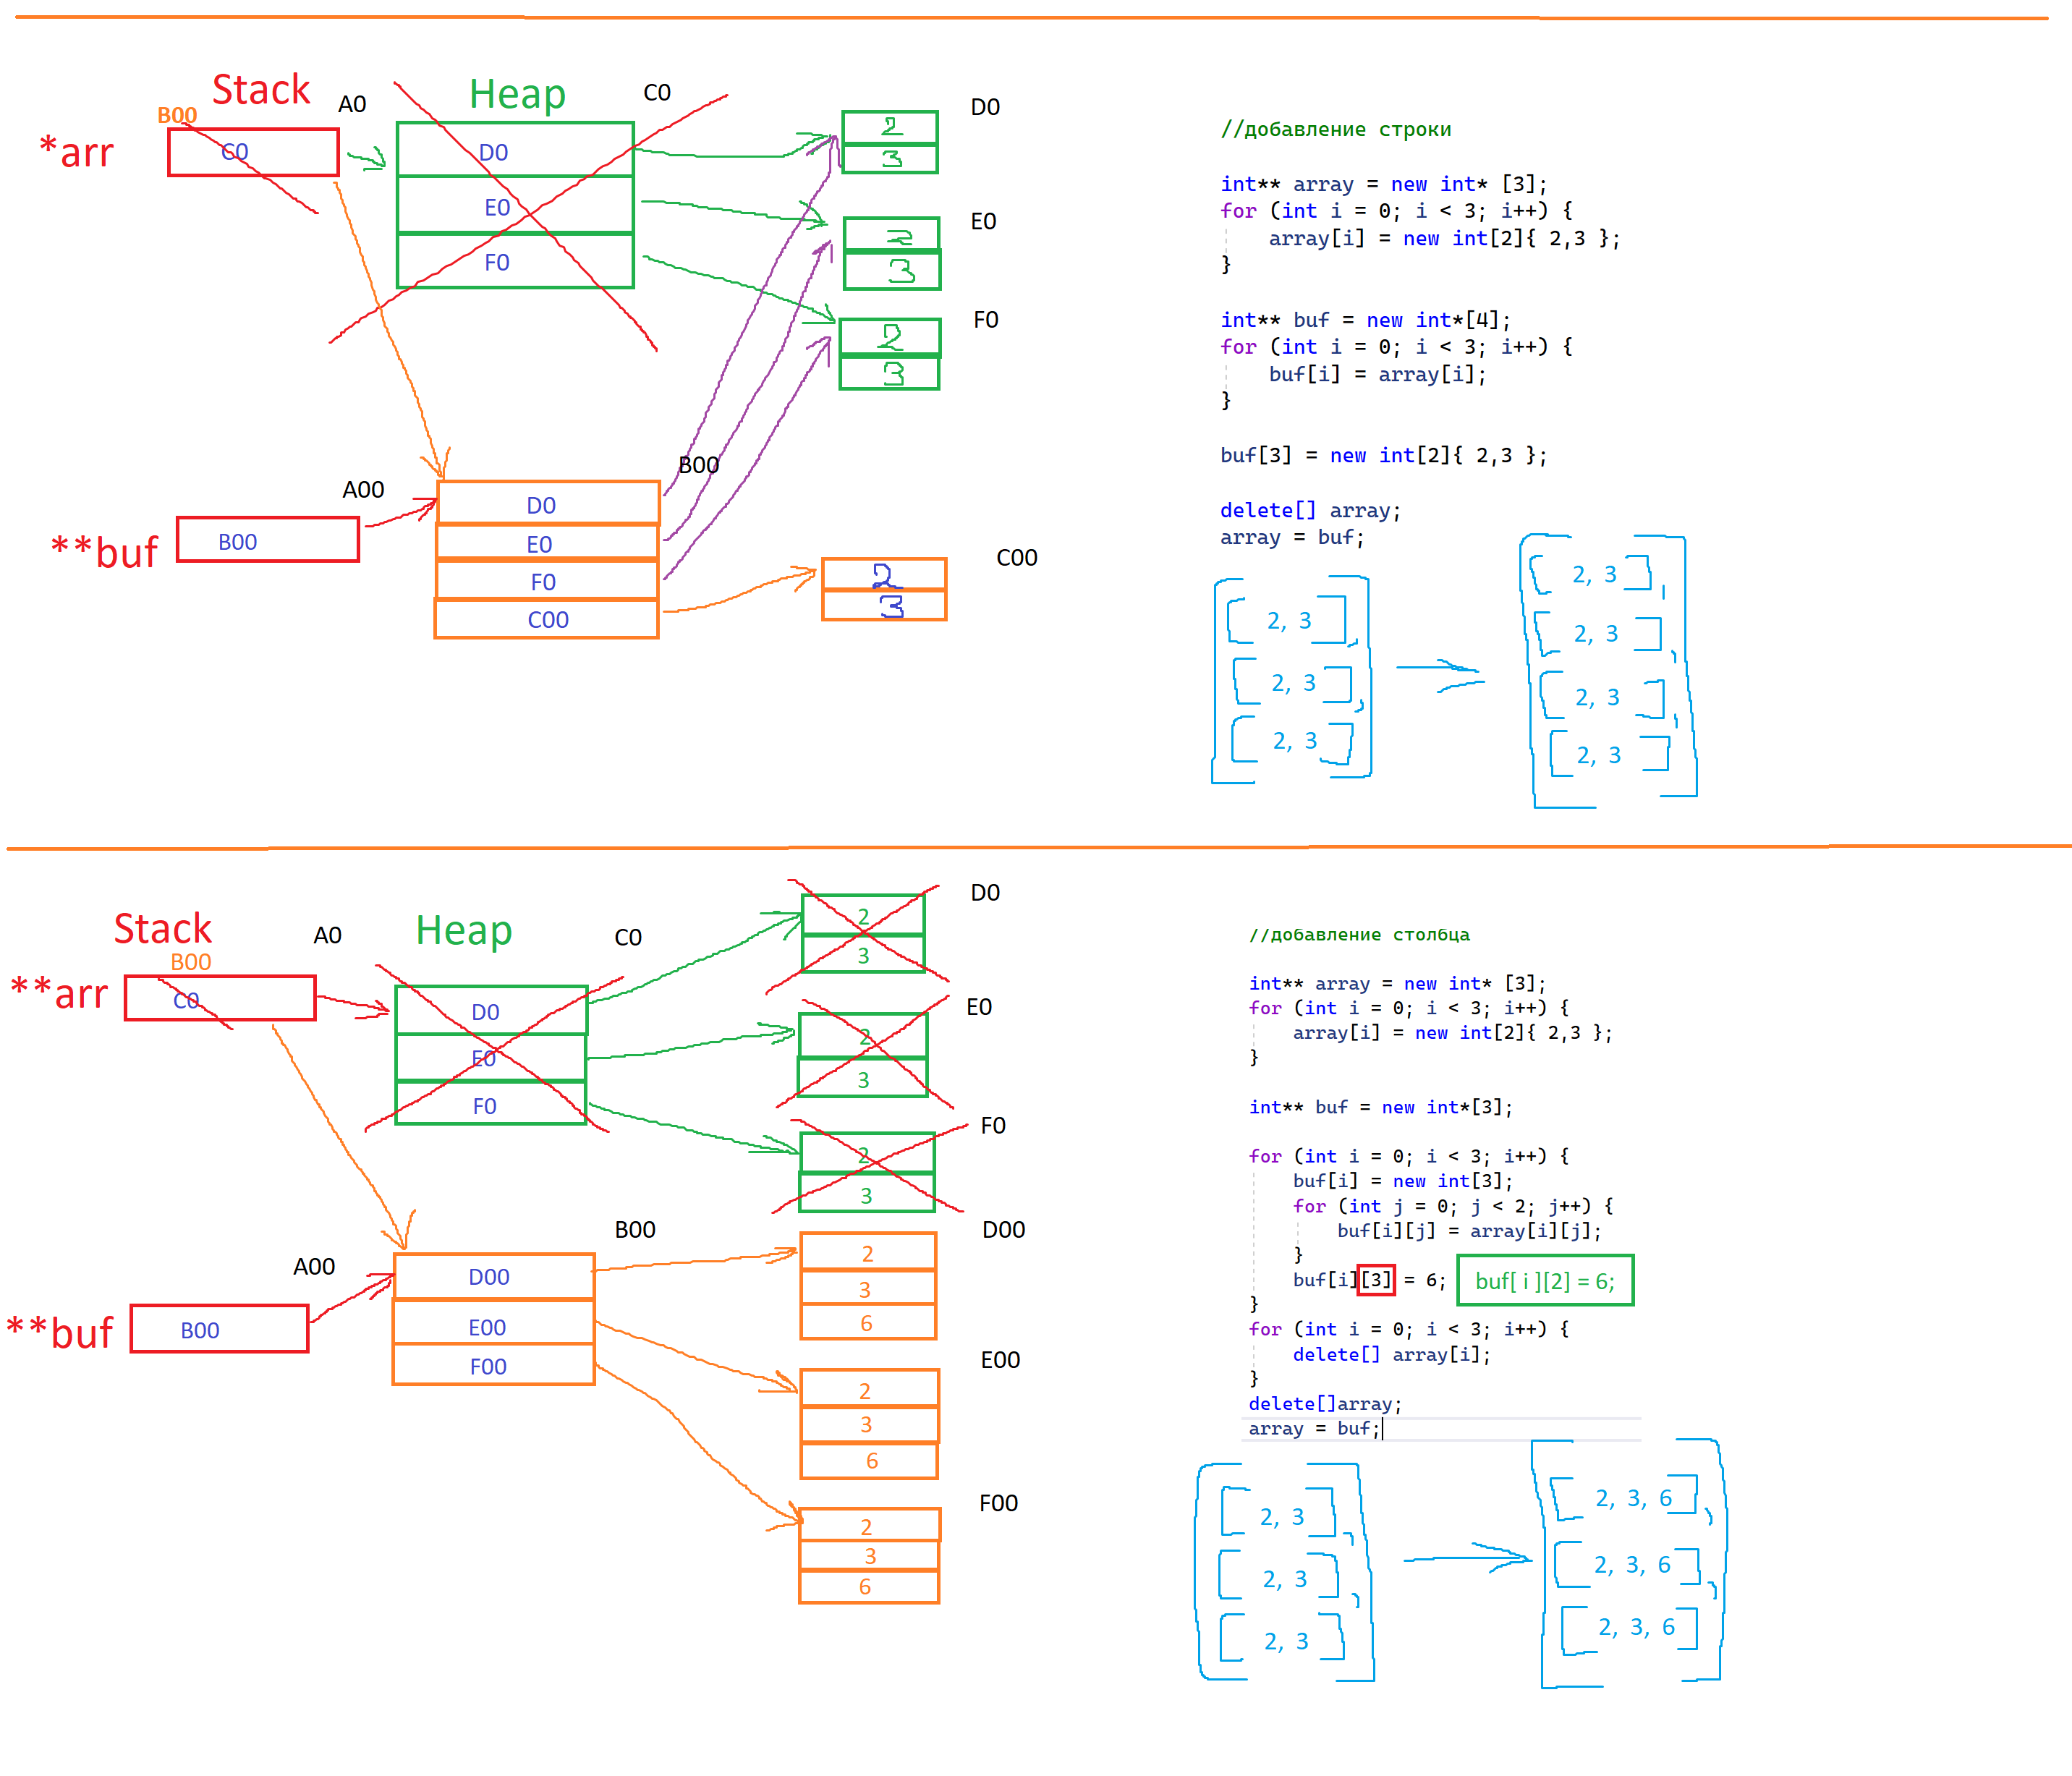 Stack
Heap
B00
A0
C0
D0
*arr
C0
D0
E0
F0
2
3
E0
2
3
F0
2
3
A00
B00
**buf
B00
D0
E0
F0
C00
C00
2
3
//добавление строки
int** array = new int* [3];
for (int i = 0; i < 3; i++) {
array[i] = new int[2]{ 2,3 };
}
int** buf = new int*[4];
for (int i = 0; i < 3; i++) {
buf[i] = array[i];
}
buf[3] = new int[2]{ 2,3 };
delete[] array;
array = buf;
2, 3
2, 3
2, 3
2, 3
2, 3
2, 3
2, 3
Stack
Heap
B00
A0
C0
D0
**arr
C0
D0
E0
F0
2
3
E0
2
3
F0
2
3
A00
B00
**buf
B00
D00
E00
F00
D00
2
3
6
E00
2
3
6
F00
2
3
6
//добавление столбца
int** array = new int* [3];
for (int i = 0; i < 3; i++) {
array[i] = new int[2]{ 2,3 };
}
int** buf = new int*[3];
for (int i = 0; i < 3; i++) {
buf[i] = new int[3];
for (int j = 0; j < 2; j++) {
buf[i][j] = array[i][j];
}
buf[i][3] = 6; buf[ i ][2] = 6;
}
for (int i = 0; i < 3; i++) {
delete[] array[i];
}
delete[]array;
array = buf;
2, 3
2, 3
2, 3
2, 3, 6
2, 3, 6
2, 3, 6